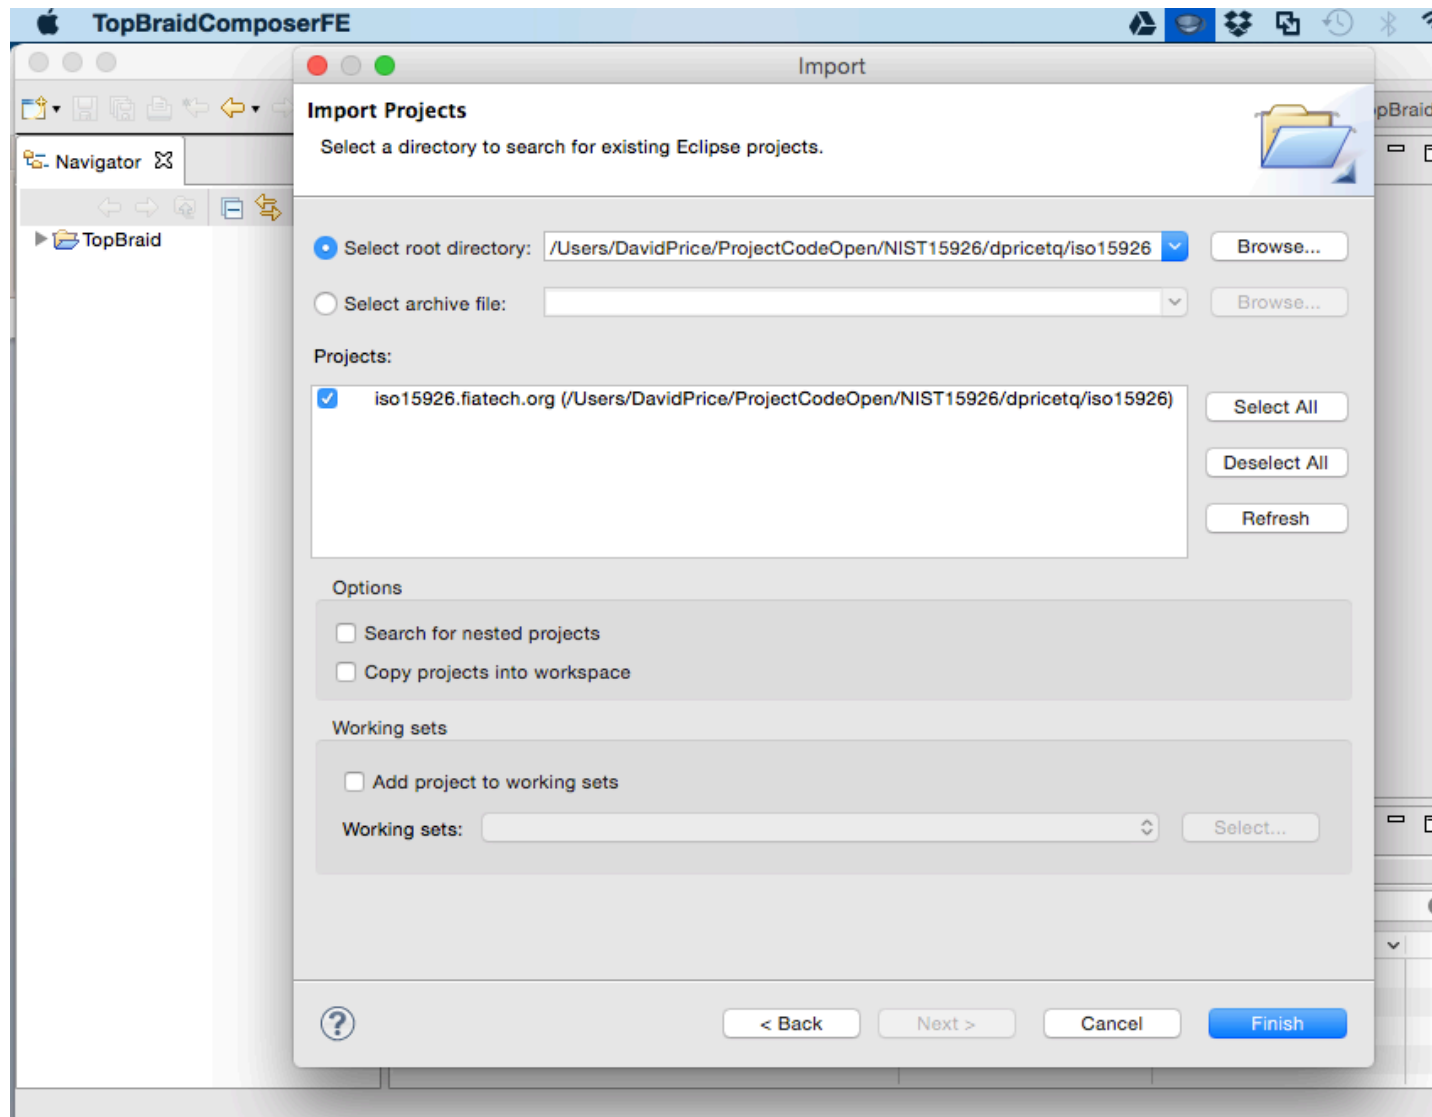 TopBraidComposerFE
Import
Import Projects
Select a directory to search for existing Eclipse projects.
Navigator
TopBraid
Select root directory: /Users/DavidPrice/ProjectCodeOpen/NIST15926/dpricetq/iso15926 Browse...
Select archive file: Browse...
Projects:
iso15926.fiatech.org (/Users/DavidPrice/ProjectCodeOpen/NIST15926/dpricetq/iso15926)
Select All
Deselect All
Refresh
Options
Search for nested projects
Copy projects into workspace
Working sets
Add project to working sets
Working sets: Select...
? < Back Next > Cancel Finish